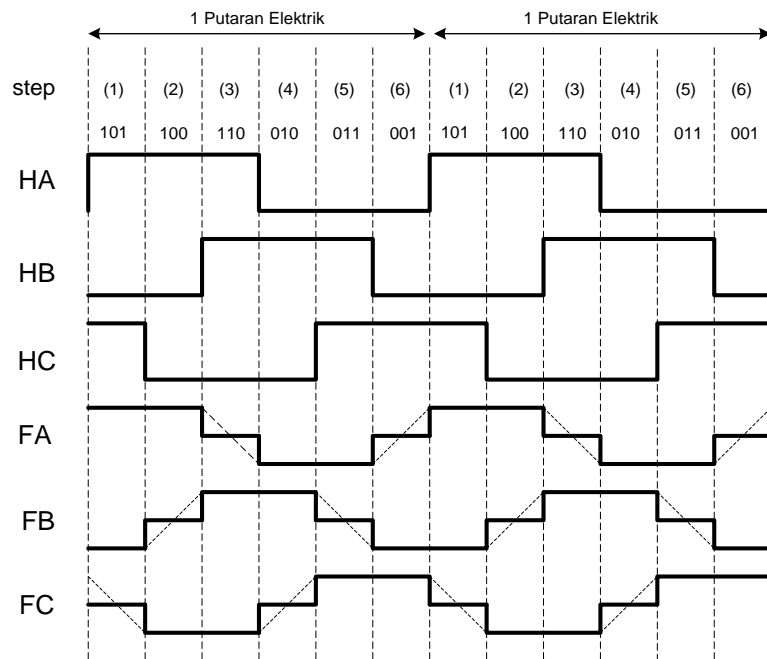 1 Putaran Elektrik 1 Putaran Elektrik
step (1) (2) (3) (4) (5) (6) (1) (2) (3) (4) (5) (6)
101 100 110 010 011 001 101 100 110 010 011 001
HA
HB
HC
FA
FB
FC